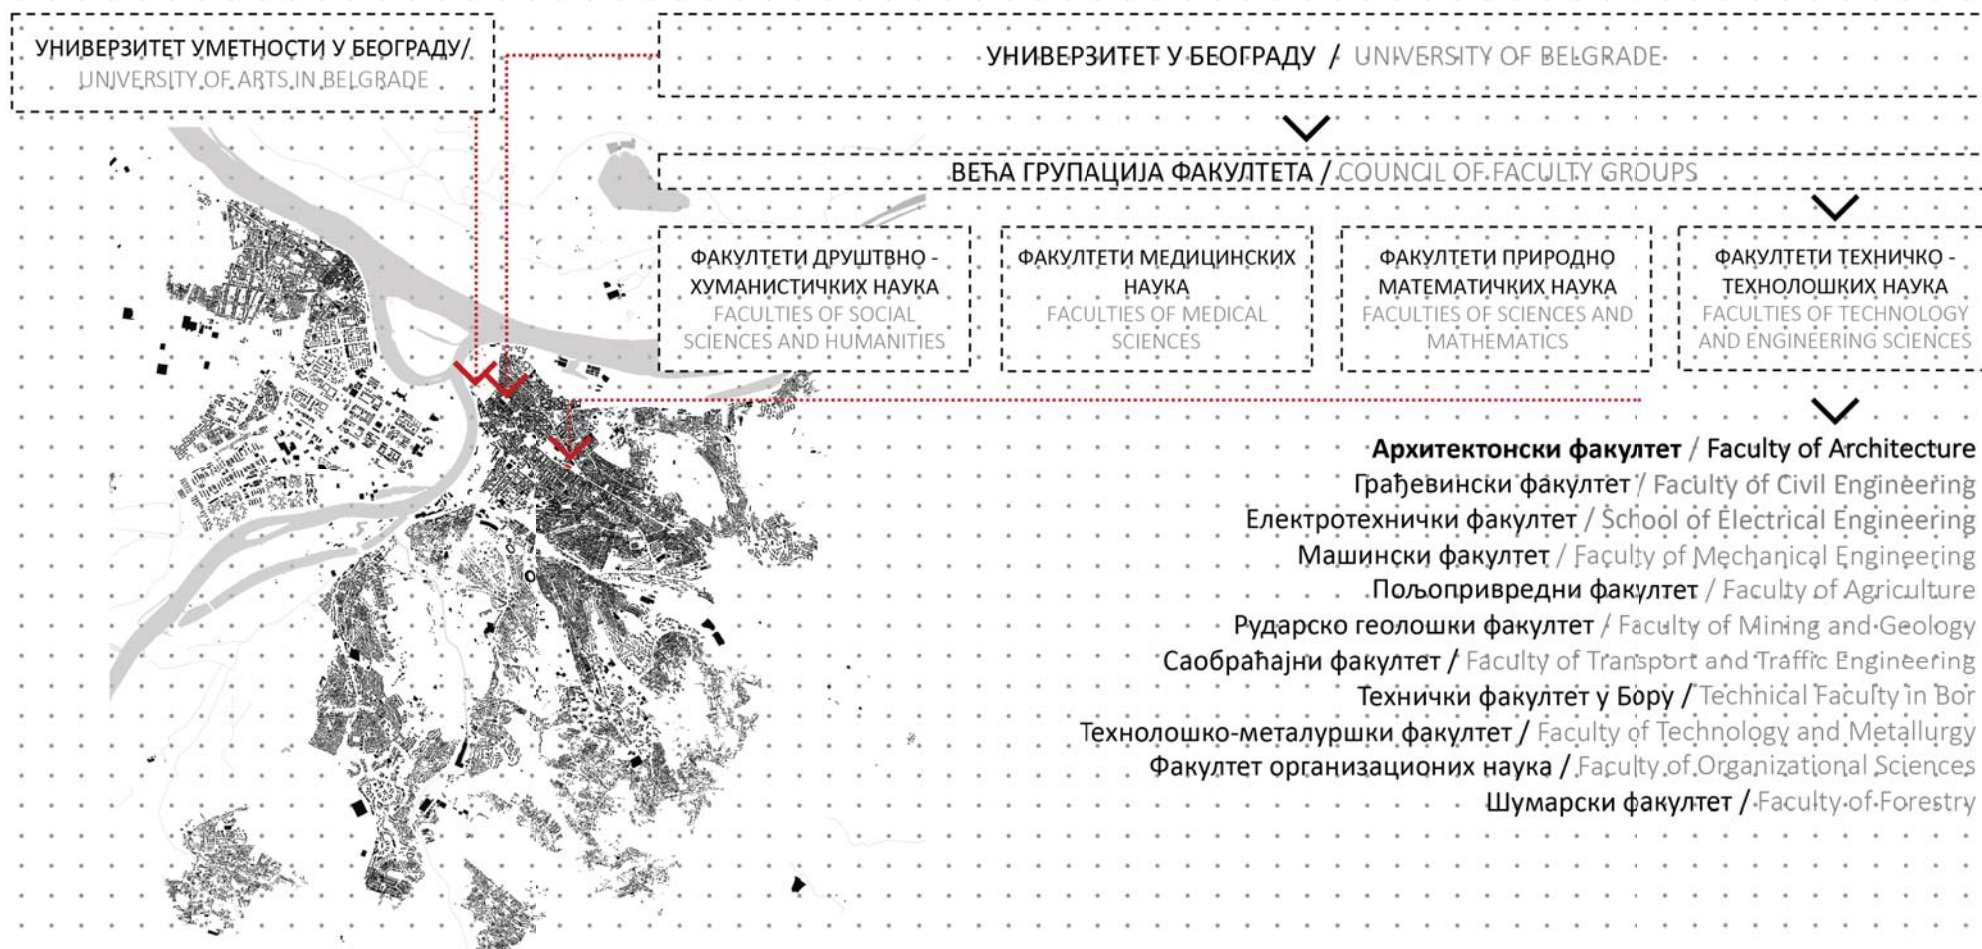 УНИВЕРЗИТЕТ УМЕТНОСТИ У БЕОГРАДУ/
UNIVERSITY OF ARTS IN BELGRADE
УНИВЕРЗИТЕТ У БЕОГРАДУ / UNIVERSITY OF BELGRADE
ВЕЋА ГРУПАЦИЈА ФАКУЛТЕТА / COUNCIL OF FACULTY GROUPS
ФАКУЛТЕТИ ДРУШТВНО -
ХУМАНИСТИЧКИХ НАУКА
FACULTIES OF SOCIAL
SCIENCES AND HUMANITIES
ФАКУЛТЕТИ МЕДИЦИНСКИХ
НАУКА
FACULTIES OF MEDICAL
SCIENCES
ФАКУЛТЕТИ ПРИРОДНО
МАТЕМАТИЧКИХ НАУКА
FACULTIES OF SCIENCES AND
MATHEMATICS
ФАКУЛТЕТИ ТЕХНИЧКО -
ТЕХНОЛОШКИХ НАУКА
FACULTIES OF TECHNOLOGY
AND ENGINEERING SCIENCES
Архитектонски факултет / Faculty of Architecture
Грађевински факултет / Faculty of Civil Engineering
Електротехнички факултет / School of Electrical Engineering
Машински факултет / Faculty of Mechanical Engineering
Пољопривредни факултет / Faculty of Agriculture
Рударско геолошки факултет / Faculty of Mining and Geology
Саобраћајни факултет / Faculty of Transport and Traffic Engineering
Технички факултет у Бору / Technical Faculty in Bor
Технолошко-металуршки факултет / Faculty of Technology and Metallurgy
Факултет организационих наука / Faculty of Organizational Sciences
Шумарски факултет / Faculty of Forestry